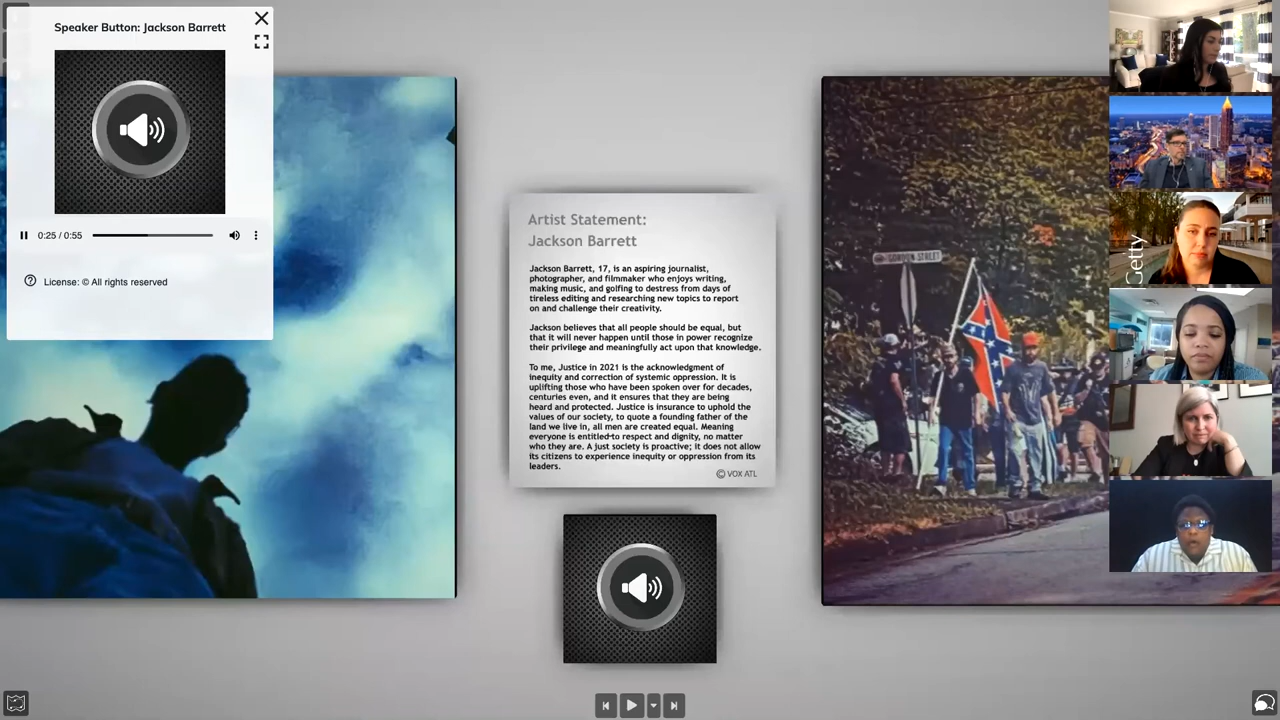 Speaker Button: Jackson Barrett
0:25 / 0:55
License: © All rights reserved
Artist Statement:
Jackson Barrett
Jackson Barrett, 17, is an aspiring journalist,
photographer, and filmmaker who enjoys writing,
making music, and golfing to destress from days of
tireless editing and researching new topics to report
on and challenge their creativity.
Jackson believes that all people should be equal, but
that it will never happen until those in power recognize
their privilege and meaningfully act upon that knowledge.
To me, Justice in 2021 is the acknowledgment of
inequity and correction of systemic oppression. It is
uplifting those who have been spoken over for decades,
centuries even, and it ensures that they are being
heard and protected. Justice is insurance to uphold the
values of our society, to quote a founding father of the
land we live in, all men are created equal. Meaning
everyone is entitled to respect and dignity, no matter
who they are. A just society is proactive; it does not allow
its citizens to experience inequity or oppression from its
leaders.
© VOX ATL
GORDON STREET
Getty